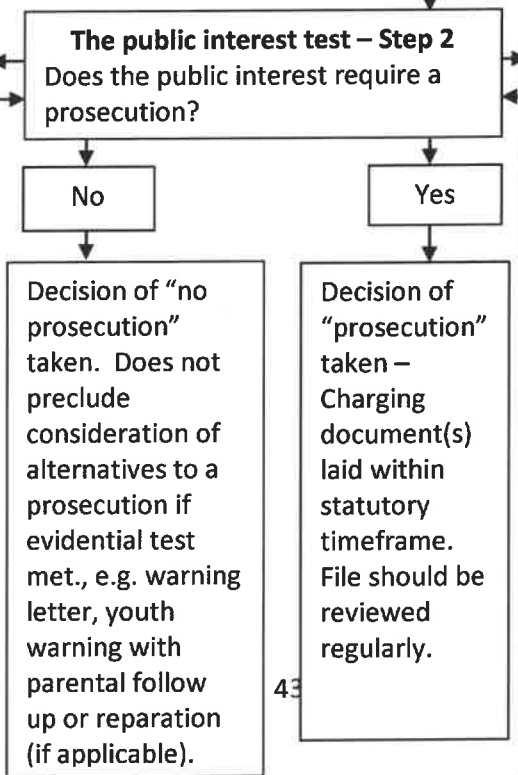 The public interest test – Step 2
Does the public interest require a
prosecution?
No
Yes
Decision of “no
prosecution”
taken. Does not
preclude
consideration of
alternatives to a
prosecution if
evidential test
met., e.g. warning
letter, youth
warning with
parental follow
up or reparation
(if applicable).
Decision of
“prosecution”
taken –
Charging
document(s)
laid within
statutory
timeframe.
File should be
reviewed
regularly.